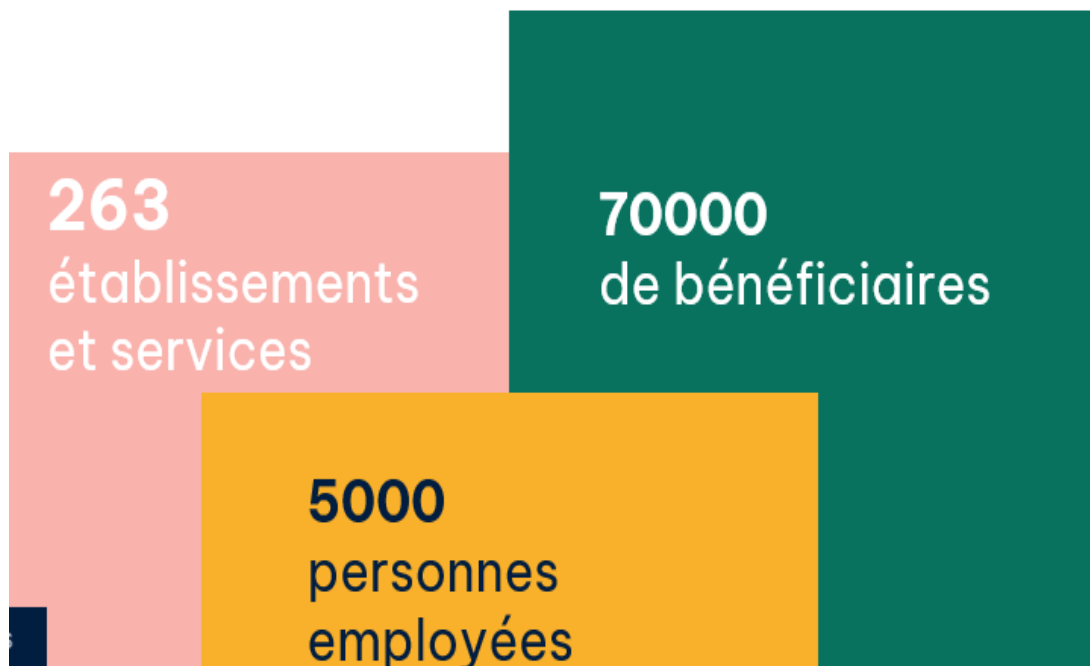 263
établissements
et services
70000
de bénéficiaires
5000
personnes
employées
s